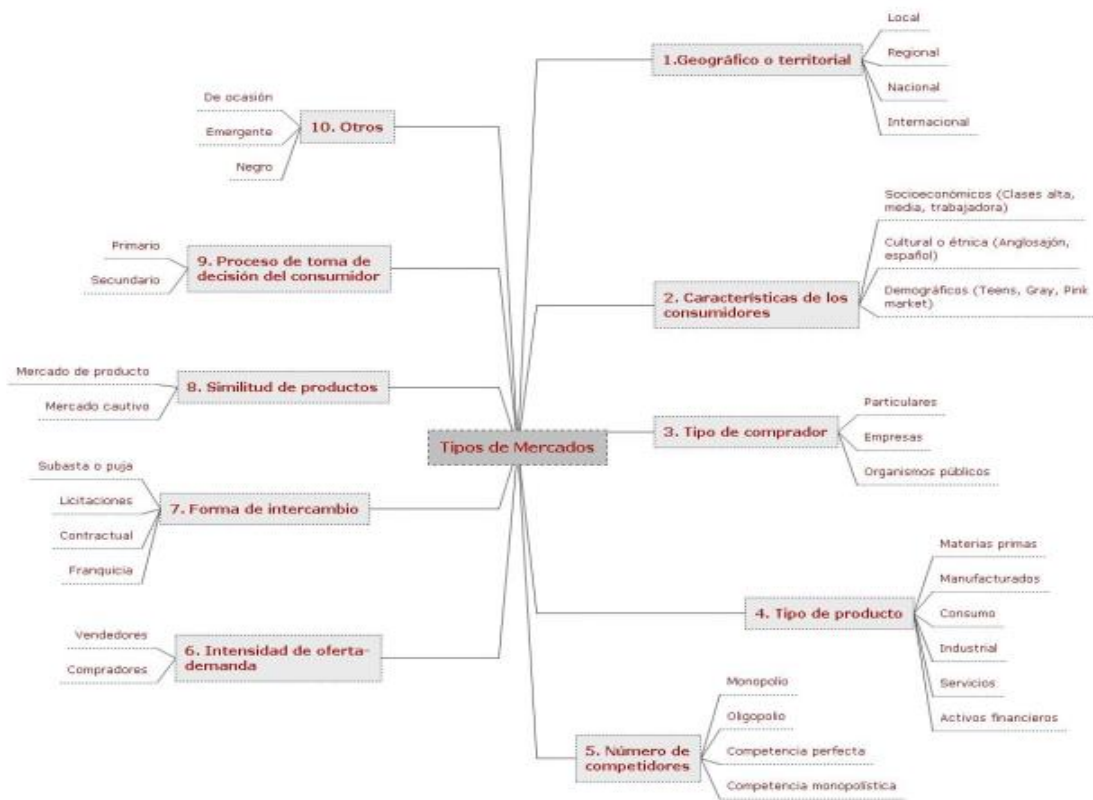 Tipos de Mercados
1.Geográfico o territorial
Local
Regional
Nacional
Internacional
2. Características de los
consumidores
Socioeconómicos (Clases alta,
media, trabajadora)
Cultural o étnica (Anglosajón,
español)
Demográficos (Teens, Gray, Pink
market)
3. Tipo de comprador
Particulares
Empresas
Organismos públicos
4. Tipo de producto
Materias primas
Manufacturados
Consumo
Industrial
Servicios
Activos financieros
5. Número de
competidores
Monopolio
Oligopolio
Competencia perfecta
Competencia monopolística
6. Intensidad de oferta-
demanda
Vendedores
Compradores
7. Forma de intercambio
Subasta o puja
Licitaciones
Contractual
Franquicia
8. Similitud de productos
Mercado de producto
Mercado cautivo
9. Proceso de toma de
decisión del consumidor
Primario
Secundario
10. Otros
De ocasión
Emergente
Negro